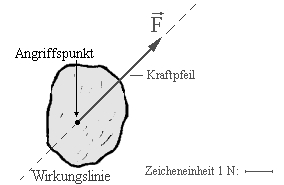 F
Angriffspunkt
Kraftpfeil
Zeicheneinheit 1 N:
Wirkungslinie